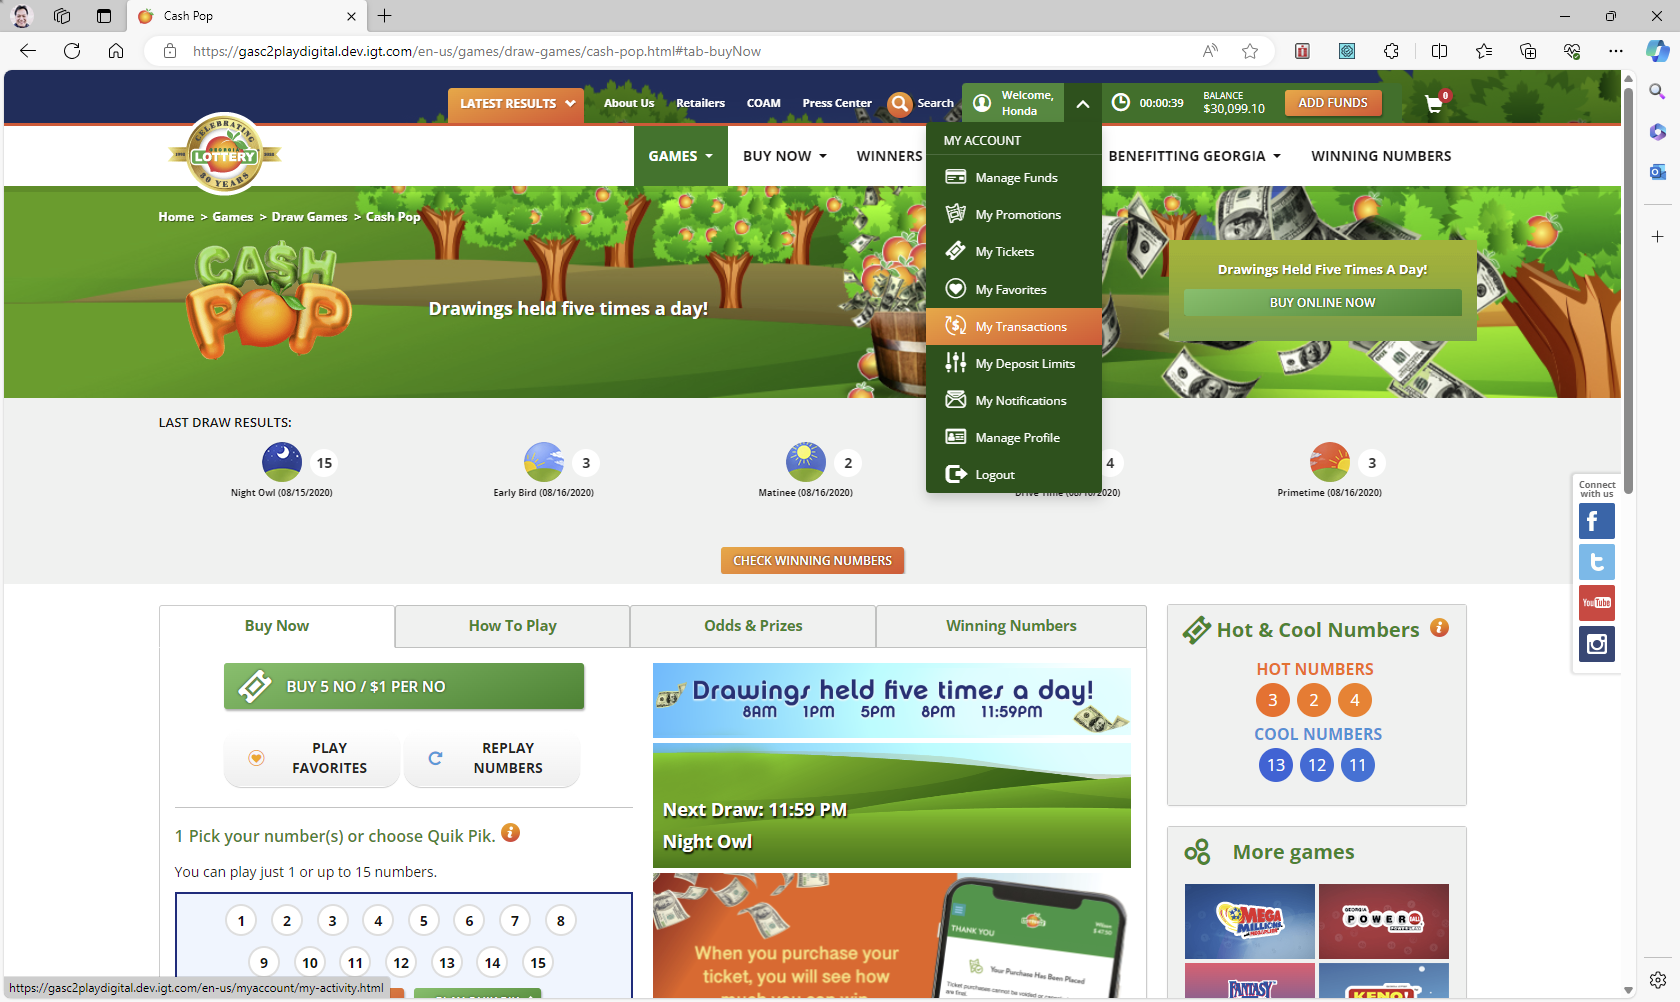 Cash Pop
https://gasc2playdigital.dev.igt.com/en-us/games/draw-games/cash-pop.html#tab-buyNow
LATEST RESULTS
About Us
Retailers
COAM
Press Center
Search
Welcome,
Honda
00:00:39
BALANCE
$30,099.10
ADD FUNDS
0
CELEBRATING
GEORGIA
LOTTERY
30 YEARS
GAMES
BUY NOW
WINNERS
BENEFITTING GEORGIA
WINNING NUMBERS
MY ACCOUNT
Manage Funds
My Promotions
My Tickets
My Favorites
My Transactions
My Deposit Limits
My Notifications
Manage Profile
Logout
Home > Games > Draw Games > Cash Pop
CA$H
POP
Drawings held five times a day!
Drawings Held Five Times A Day!
BUY ONLINE NOW
LAST DRAW RESULTS:
15
Night Owl (08/15/2020)
3
Early Bird (08/16/2020)
2
Matinee (08/16/2020)
4
Drive Time (08/16/2020)
3
Primetime (08/16/2020)
CHECK WINNING NUMBERS
Connect
with us
YouTube
Buy Now
How To Play
Odds & Prizes
Winning Numbers
BUY 5 NO / $1 PER NO
PLAY
FAVORITES
REPLAY
NUMBERS
1 Pick your number(s) or choose Quik Pik.
You can play just 1 or up to 15 numbers.
1 2 3 4 5 6 7 8
9 10 11 12 13 14 15
Drawings held five times a day!
8AM 1PM 5PM 8PM 11:59PM
Next Draw: 11:59 PM
Night Owl
When you purchase your
ticket, you will see how
much you can win
THANK YOU
Your Purchase Has Been Placed
Hot & Cool Numbers
HOT NUMBERS
3 2 4
COOL NUMBERS
13 12 11
More games
MEGA
MILLIONS
GEORGIA
POWERBALL
FANTASY
KENO!
https://gasc2playdigital.dev.igt.com/en-us/myaccount/my-activity.html